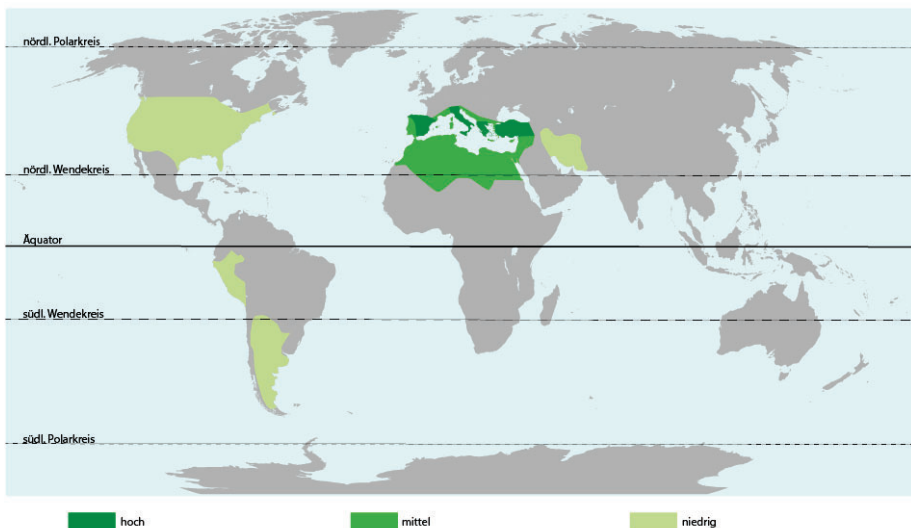 nördl. Polarkreis
nördl. Wendekreis
Äquator
südl. Wendekreis
südl. Polarkreis
hoch mittel niedrig